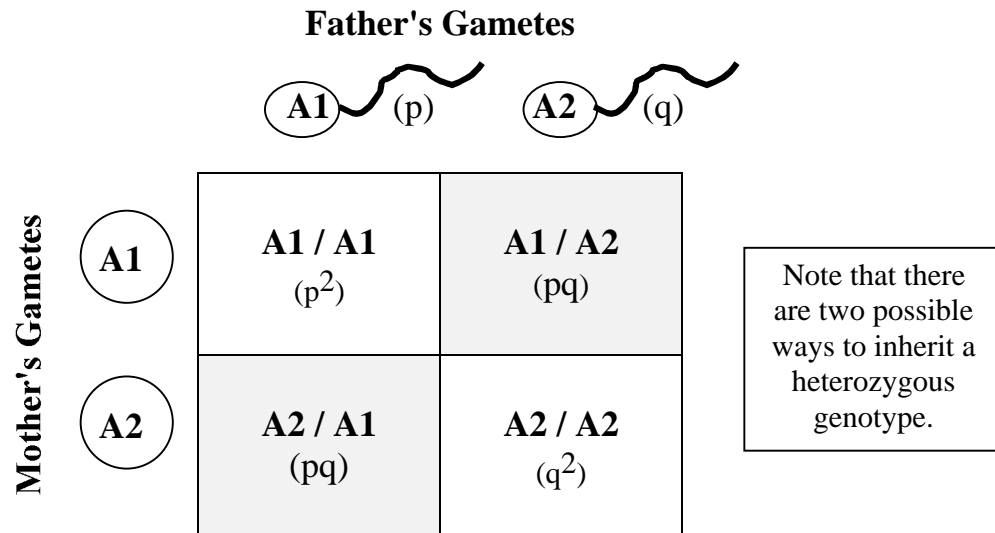 Father's Gametes
A1 (p) A2 (q)
Mother's Gametes
A1
A1 / A1
(p²)
A1 / A2
(pq)
A2
A2 / A1
(pq)
A2 / A2
(q²)
Note that there
are two possible
ways to inherit a
heterozygous
genotype.